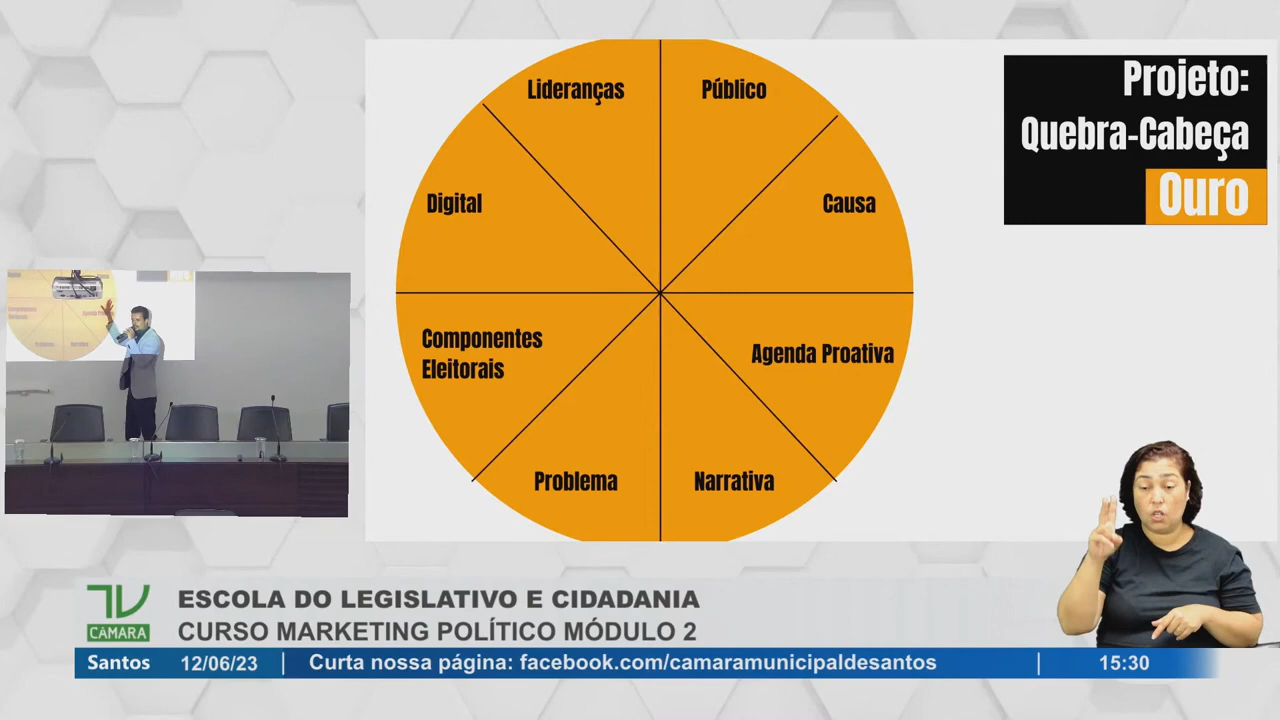 Lideranças
Público
Projeto:
Quebra-Cabeça
Ouro
Digital
Causa
Componentes
Eleitorais
Agenda Proativa
Problema
Narrativa
TV
CÂMARA
ESCOLA DO LEGISLATIVO E CIDADANIA
CURSO MARKETING POLÍTICO MÓDULO 2
Santos 12/06/23 | Curta nossa página: facebook.com/camaramunicipaldesantos | 15:30